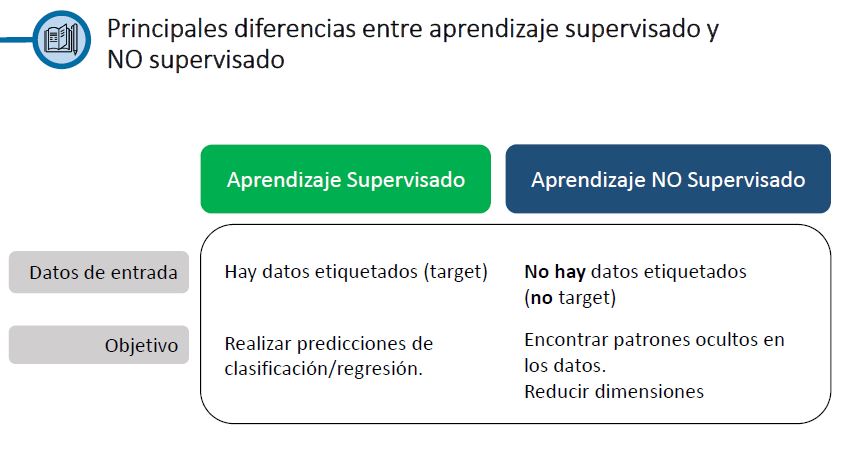 Principales diferencias entre aprendizaje supervisado y
NO supervisado
Aprendizaje Supervisado
Aprendizaje NO Supervisado
Datos de entrada
Hay datos etiquetados (target)
No hay datos etiquetados
(no target)
Objetivo
Realizar predicciones de
clasificación/regresión.
Encontrar patrones ocultos en
los datos.
Reducir dimensiones